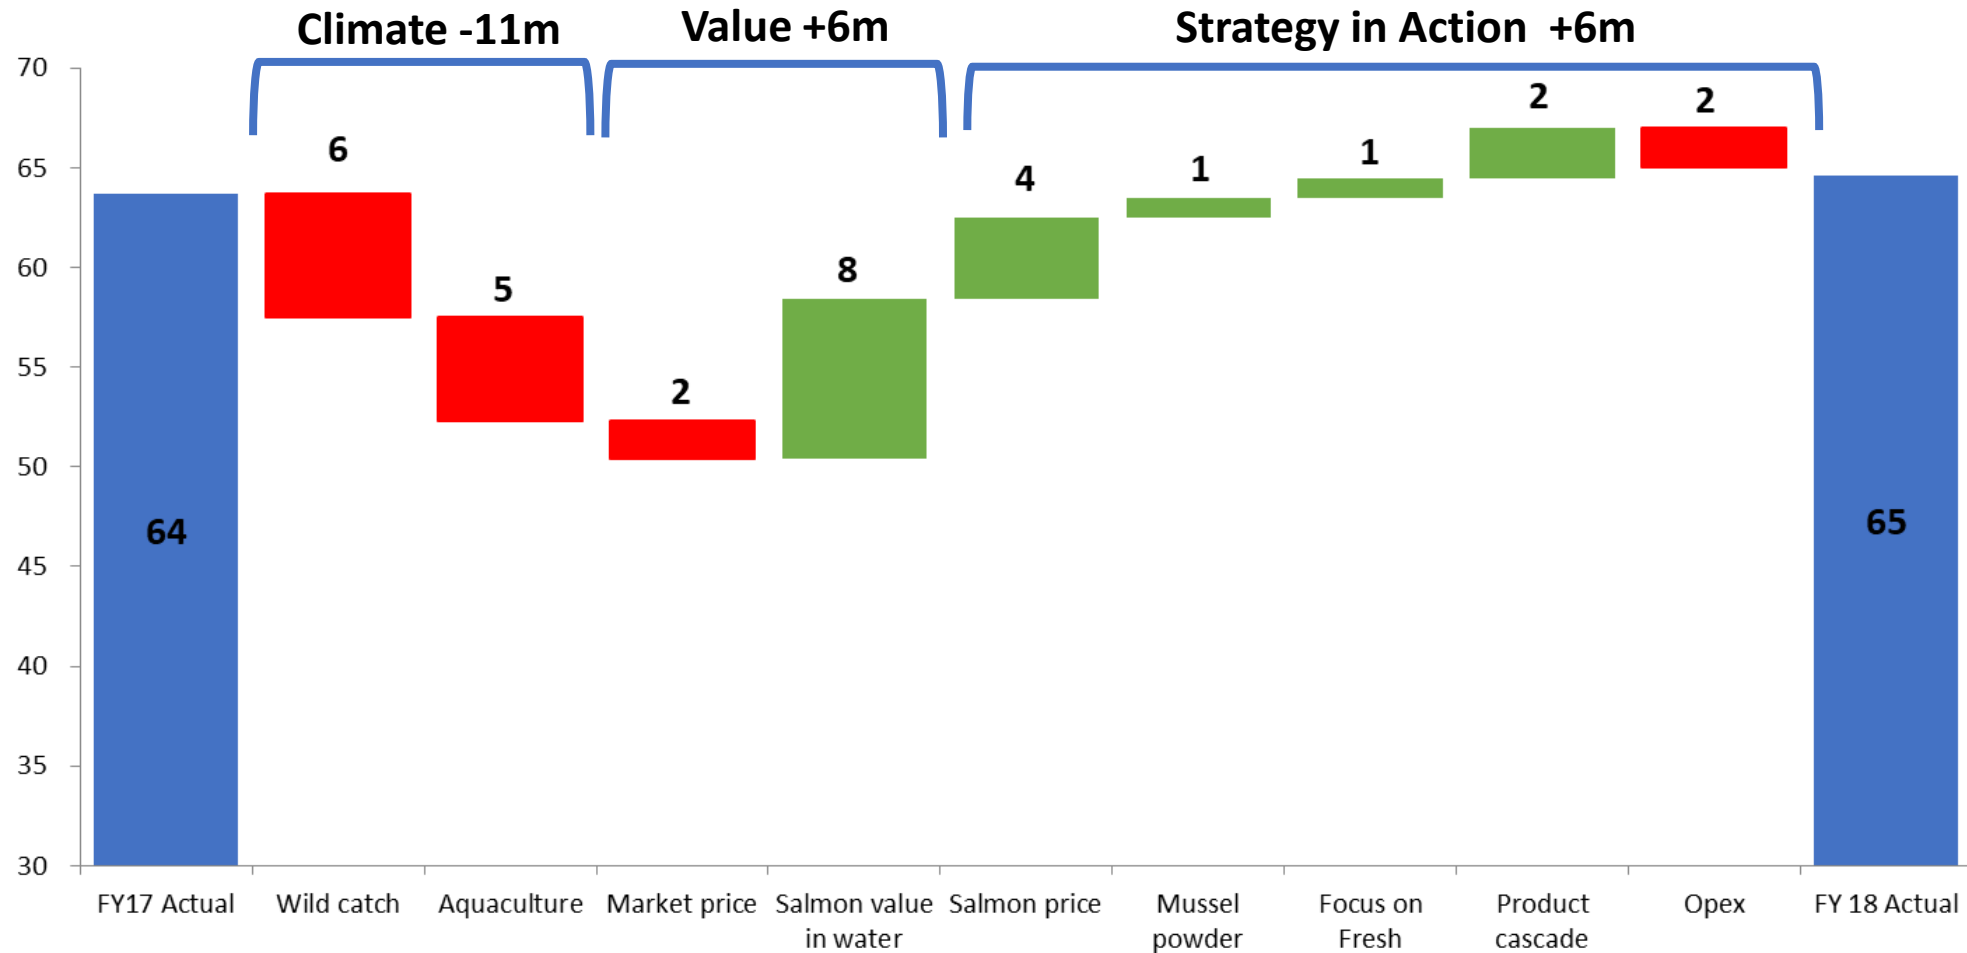 Climate -11m
Value +6m
Strategy in Action +6m
70
65
60
55
50
45
40
35
30
64
6
5
2
8
4
1
1
2
2
65
FY17 Actual
Wild catch
Aquaculture
Market price
Salmon value
in water
Salmon price
Mussel
powder
Focus on
Fresh
Product
cascade
Opex
FY 18 Actual